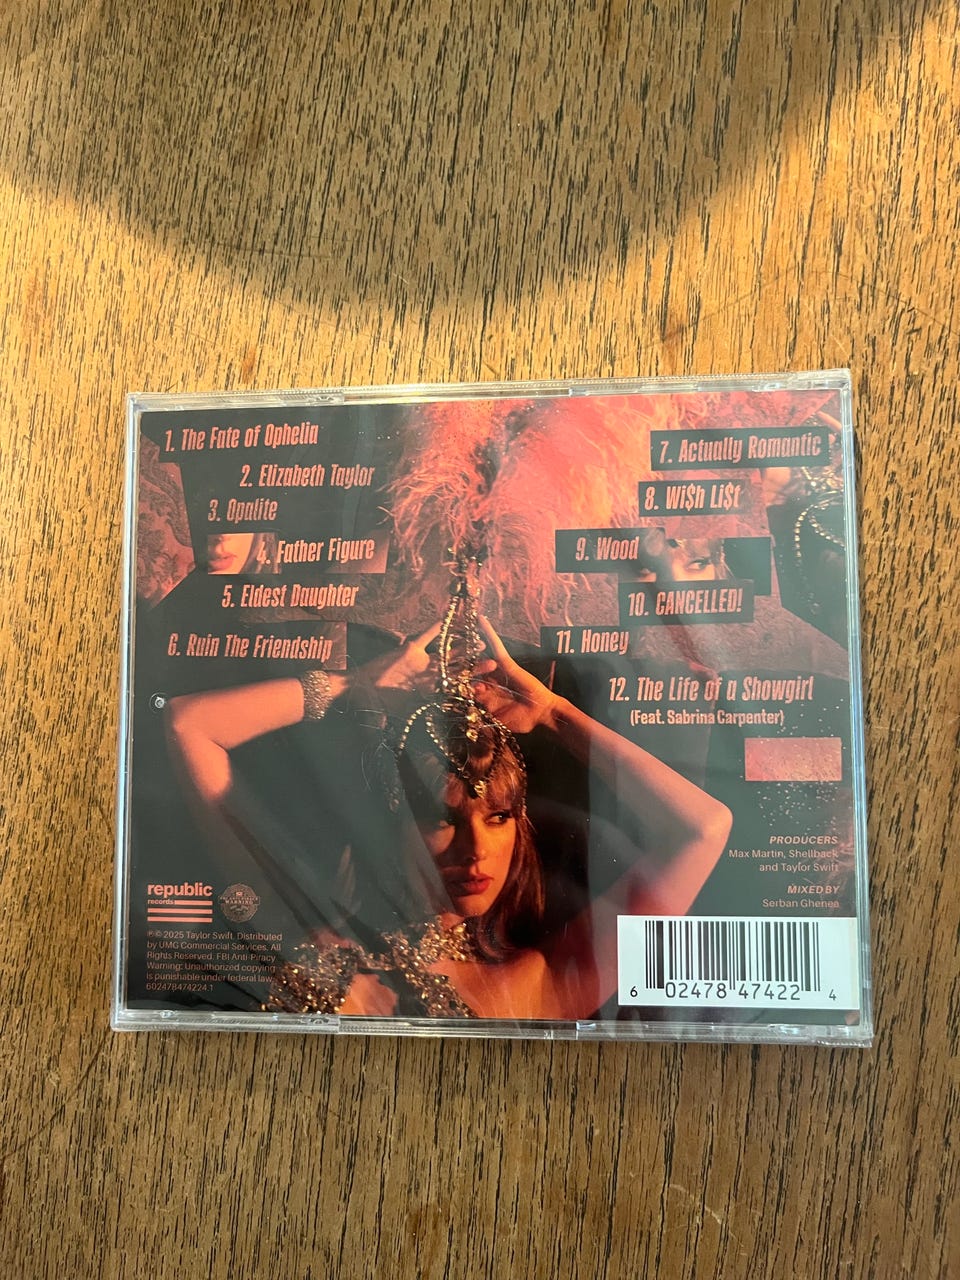 1. The Fate of Ophelia
2. Elizabeth Taylor
3. Opalite
4. Father Figure
5. Eldest Daughter
6. Ruin The Friendship
7. Actually Romantic
8. Wi$h Li$t
9. Wood
10. CANCELLED!
11. Honey
12. The Life of a Showgirl
(Feat. Sabrina Carpenter)
PRODUCERS
Max Martin, Shellback
and Taylor Swift
MIXED BY
Serban Ghenea
republic
records
℗ © 2025 Taylor Swift. Distributed
by UMG Commercial Services. All
Rights Reserved. FBI Anti-Piracy
Warning: Unauthorized copying
is punishable under federal law.
602478474224.1
6 02478 47422 4